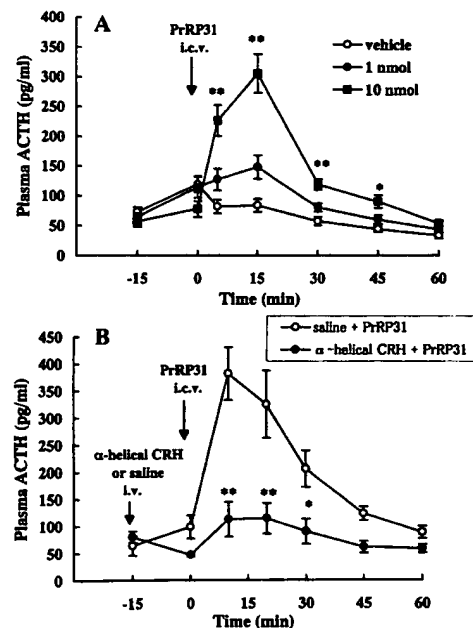 A
PrRP31
i.c.v.
vehicle
1 nmol
10 nmol
Plasma ACTH (pg/ml)
400
350
300
250
200
150
100
50
0
**
**
**
*
-15 0 15 30 45 60
Time (min)
B
saline + PrRP31
α-helical CRH + PrRP31
PrRP31
i.c.v.
α-helical CRH
or saline
i.v.
Plasma ACTH (pg/ml)
450
400
350
300
250
200
150
100
50
0
**
**
*
-15 0 10 20 30 45 60
Time (min)